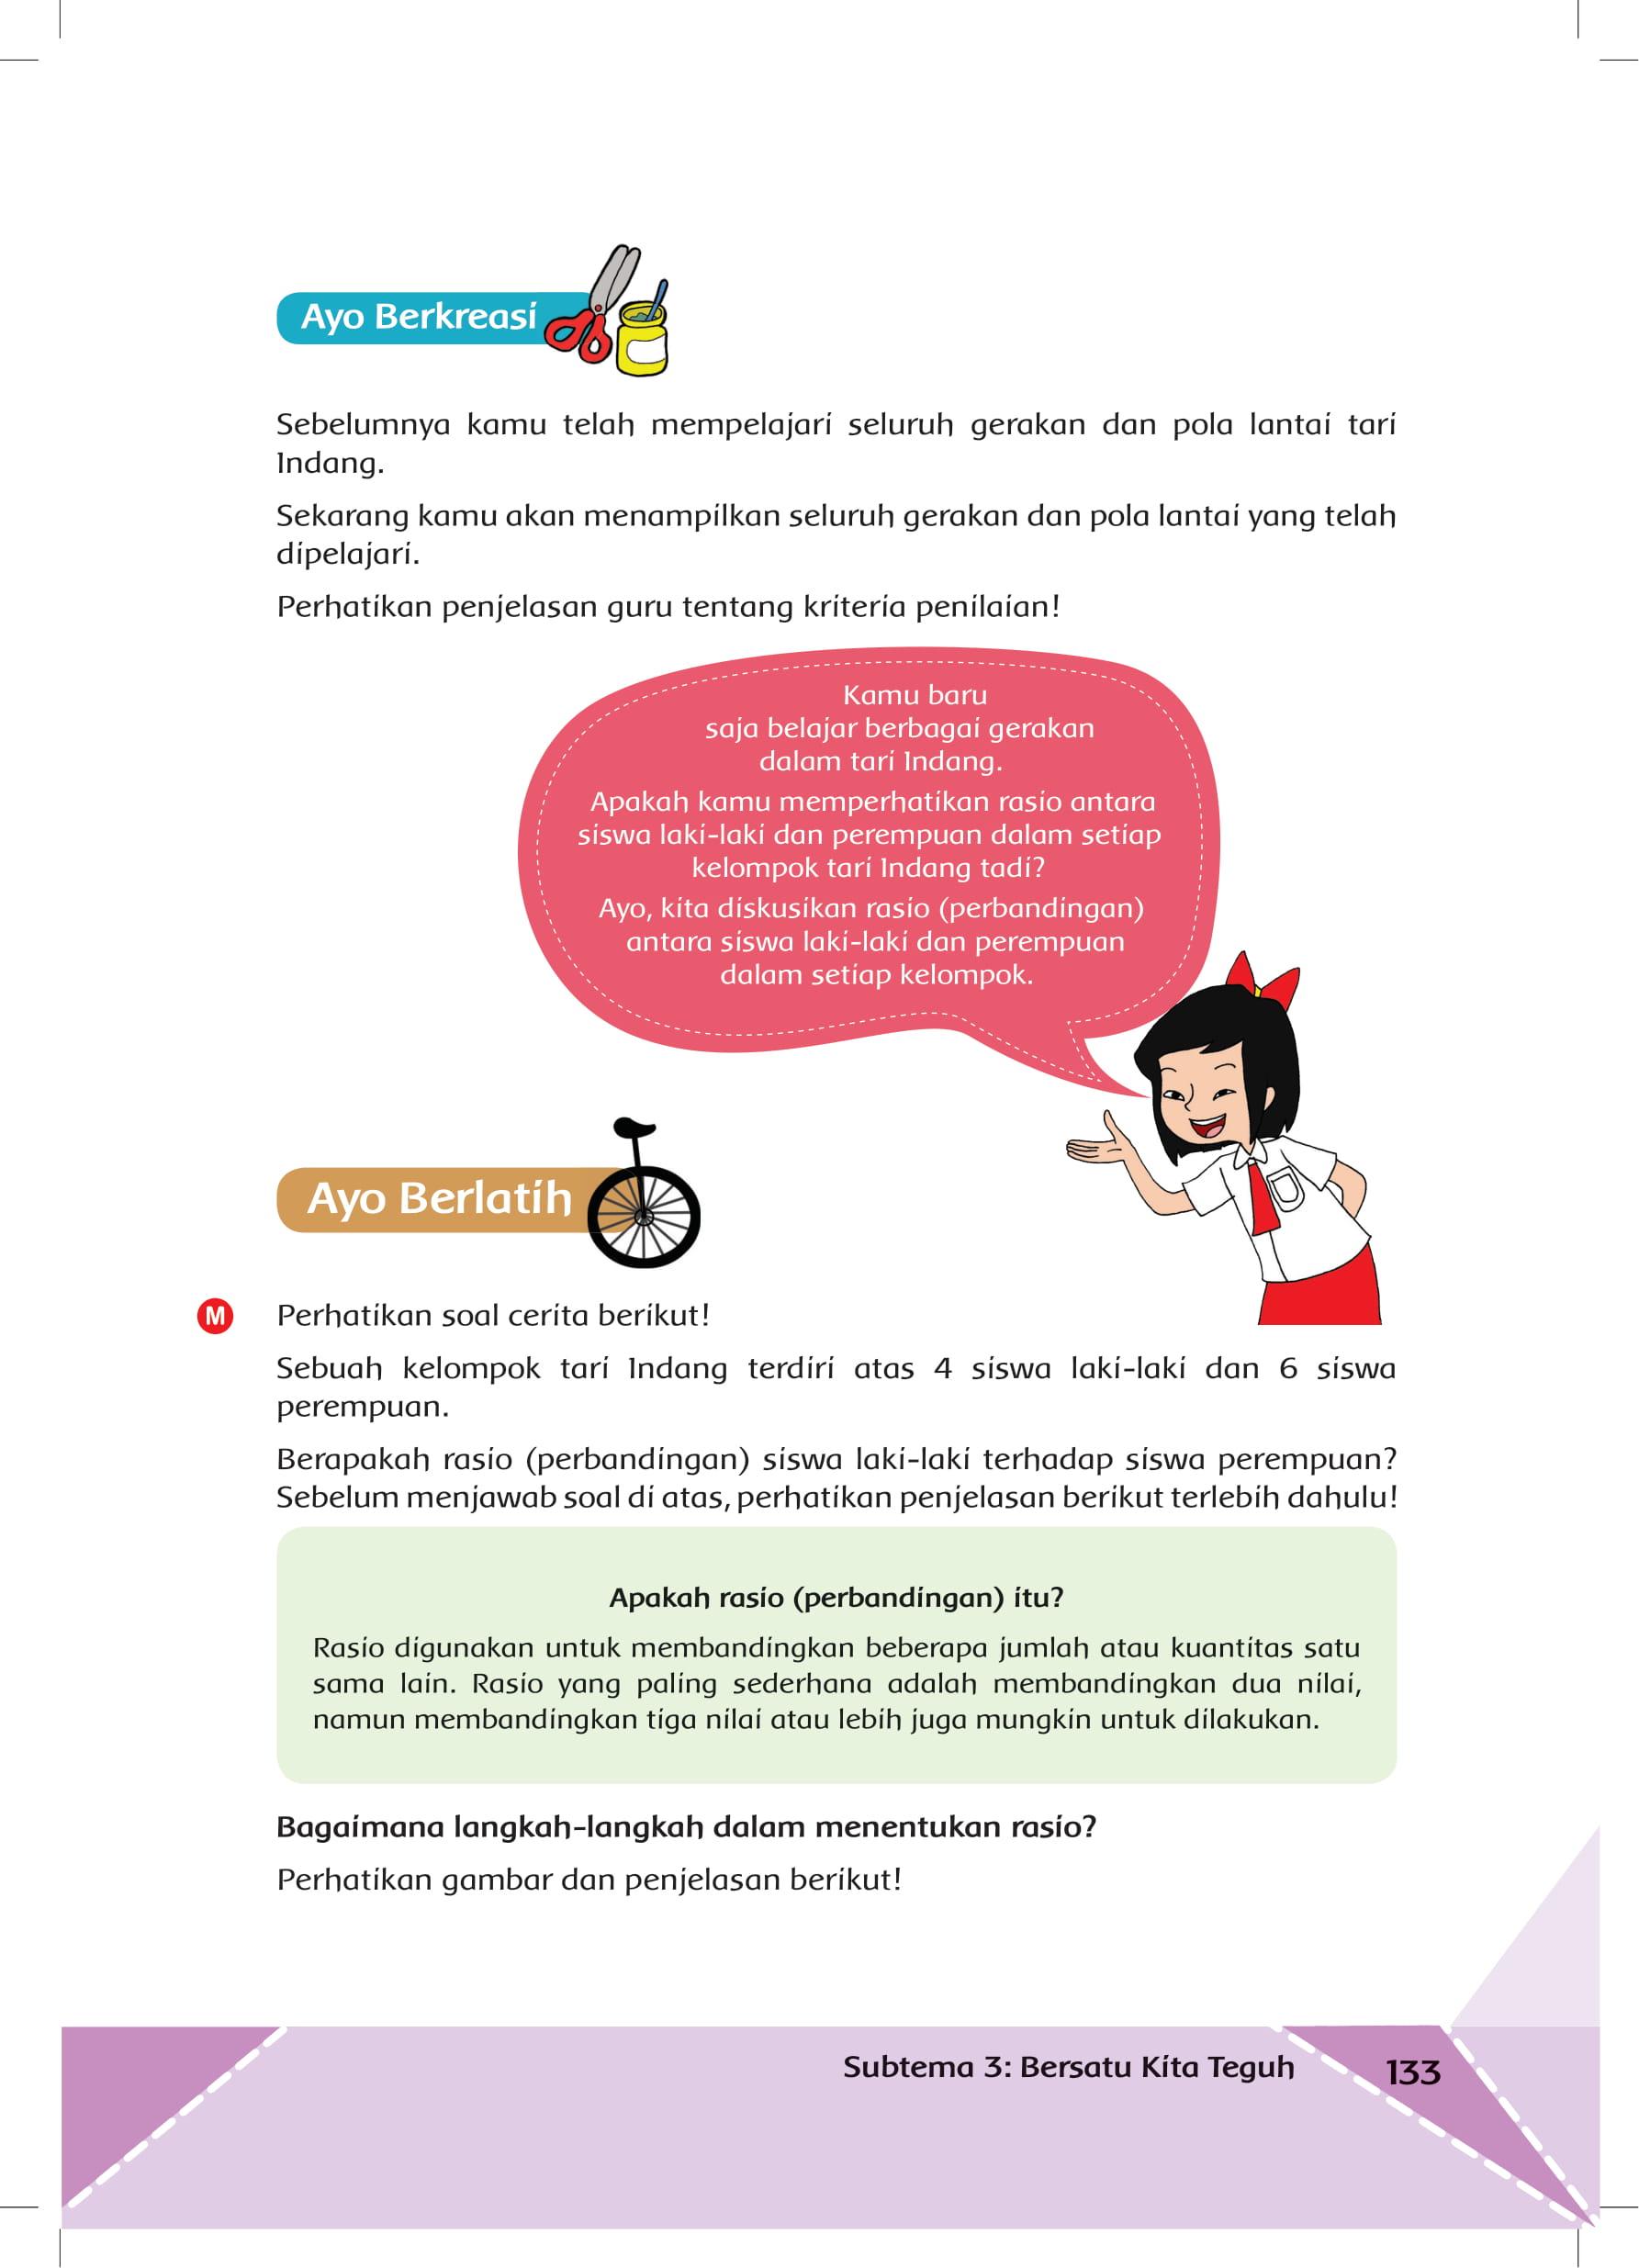 Ayo Berkreasi
Sebelumnya kamu telah mempelajari seluruh gerakan dan pola lantai tari
Indang.
Sekarang kamu akan menampilkan seluruh gerakan dan pola lantai yang telah
dipelajari.
Perhatikan penjelasan guru tentang kriteria penilaian!
Kamu baru
saja belajar berbagai gerakan
dalam tari Indang.
Apakah kamu memperhatikan rasio antara
siswa laki-laki dan perempuan dalam setiap
kelompok tari Indang tadi?
Ayo, kita diskusikan rasio (perbandingan)
antara siswa laki-laki dan perempuan
dalam setiap kelompok.
Ayo Berlatih
M
Perhatikan soal cerita berikut!
Sebuah kelompok tari Indang terdiri atas 4 siswa laki-laki dan 6 siswa
perempuan.
Berapakah rasio (perbandingan) siswa laki-laki terhadap siswa perempuan?
Sebelum menjawab soal di atas, perhatikan penjelasan berikut terlebih dahulu!
Apakah rasio (perbandingan) itu?
Rasio digunakan untuk membandingkan beberapa jumlah atau kuantitas satu
sama lain. Rasio yang paling sederhana adalah membandingkan dua nilai,
namun membandingkan tiga nilai atau lebih juga mungkin untuk dilakukan.
Bagaimana langkah-langkah dalam menentukan rasio?
Perhatikan gambar dan penjelasan berikut!
Subtema 3: Bersatu Kita Teguh
133